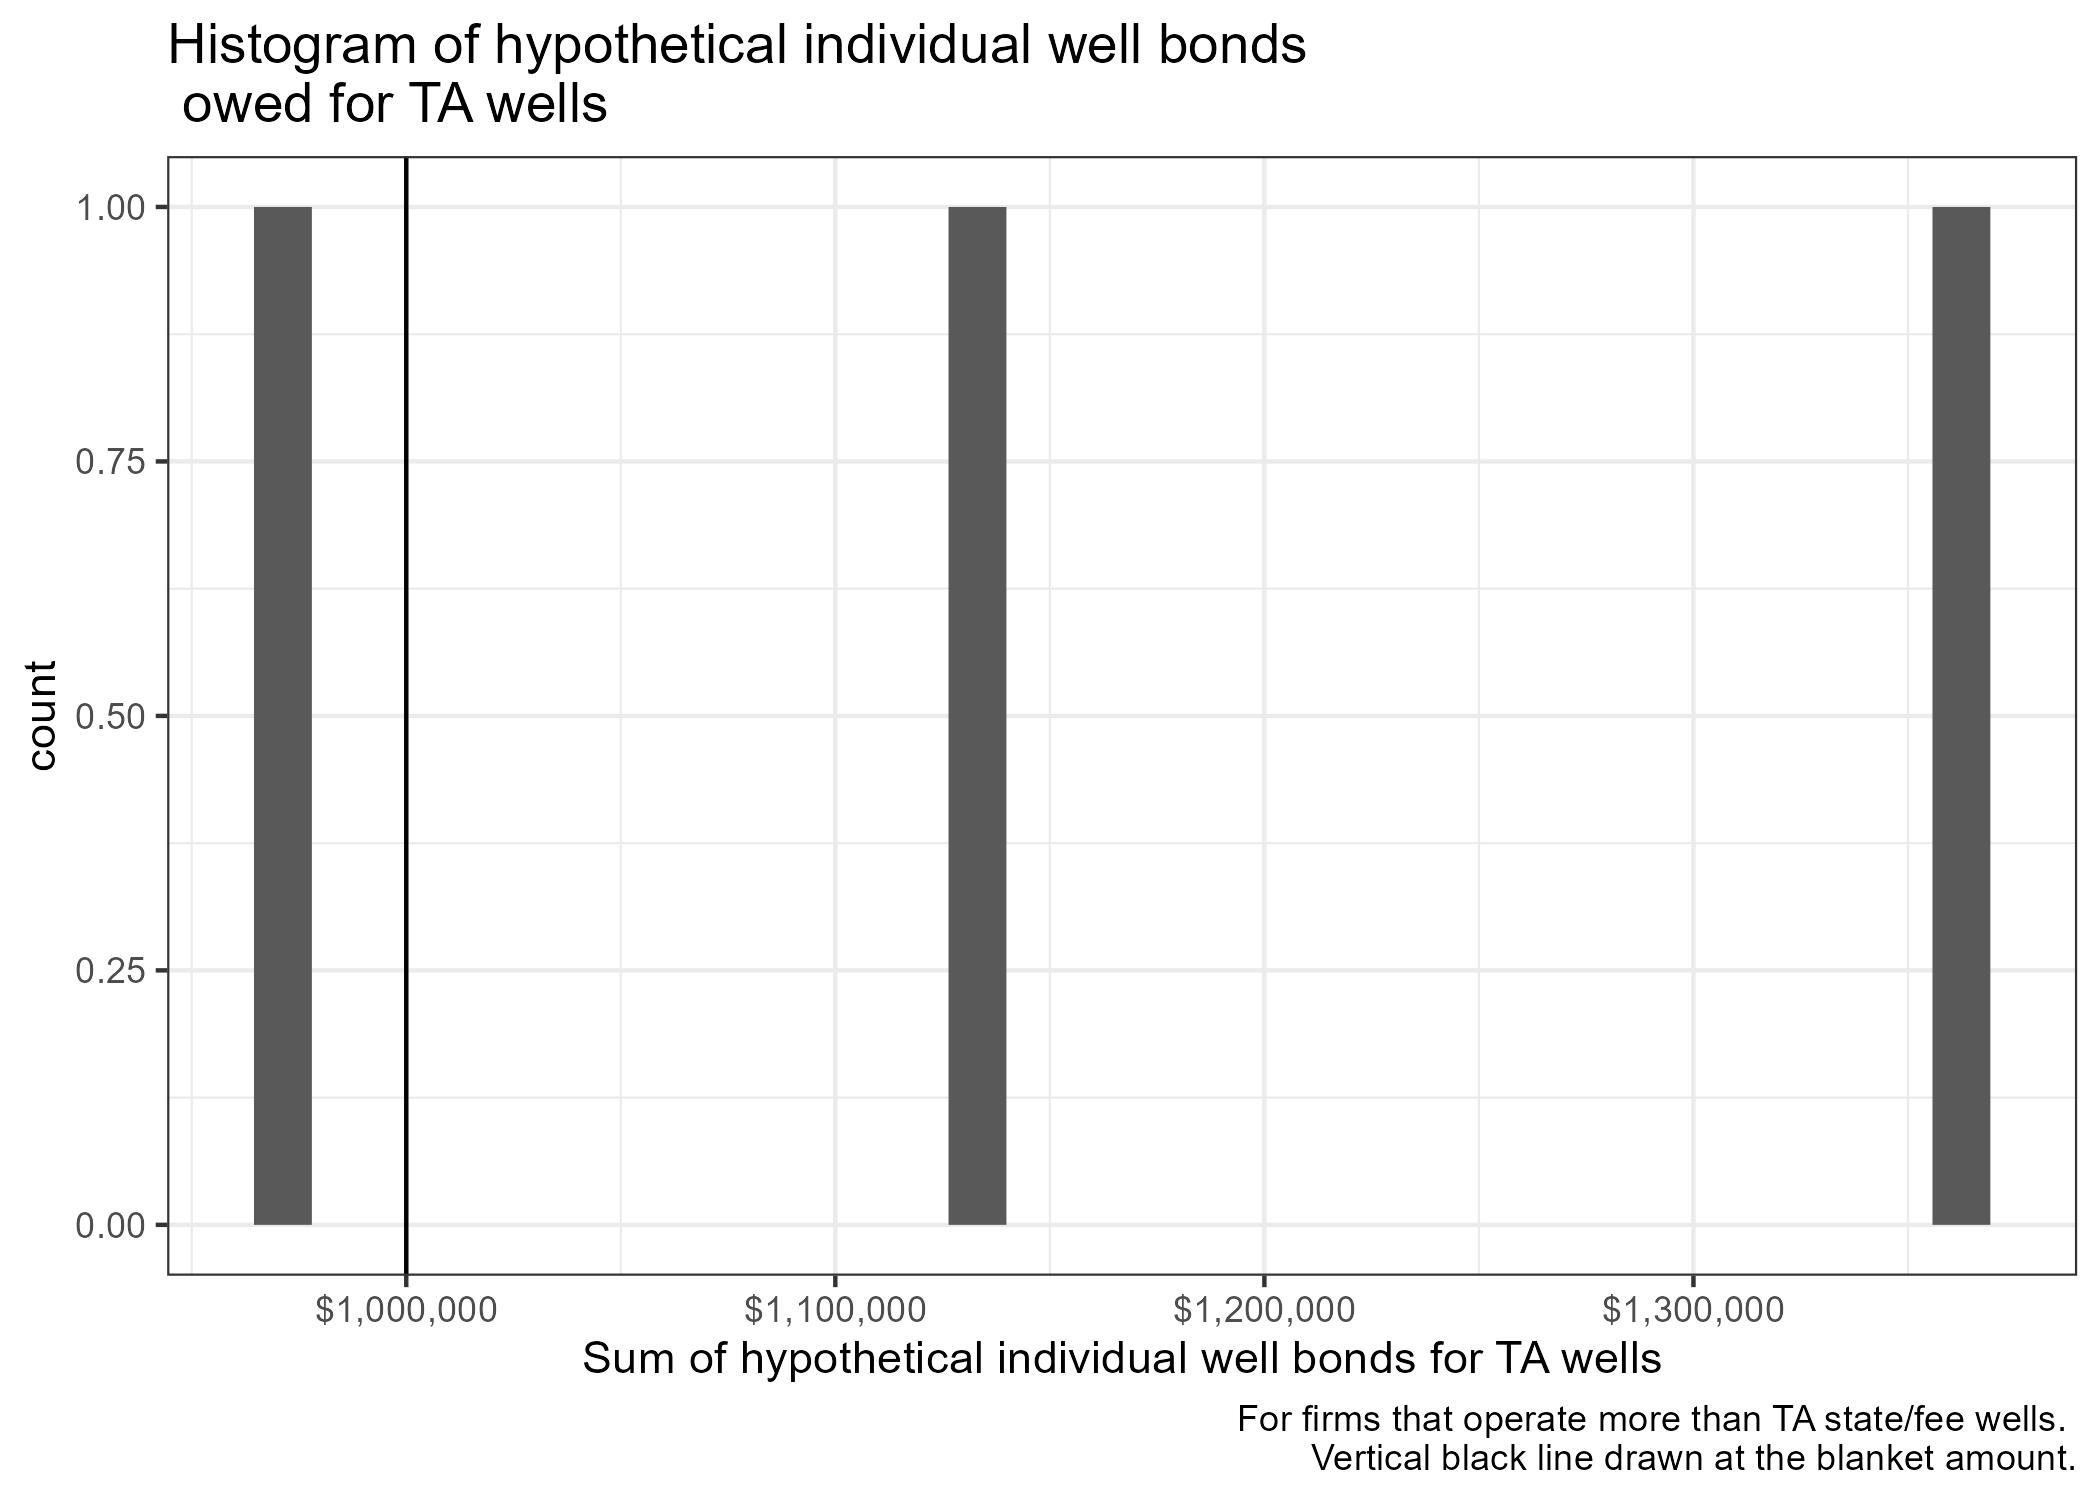 Histogram of hypothetical individual well bonds
owed for TA wells
1.00
0.75
0.50
0.25
0.00
count
$1,000,000
$1,100,000
$1,200,000
$1,300,000
Sum of hypothetical individual well bonds for TA wells
For firms that operate more than TA state/fee wells.
Vertical black line drawn at the blanket amount.